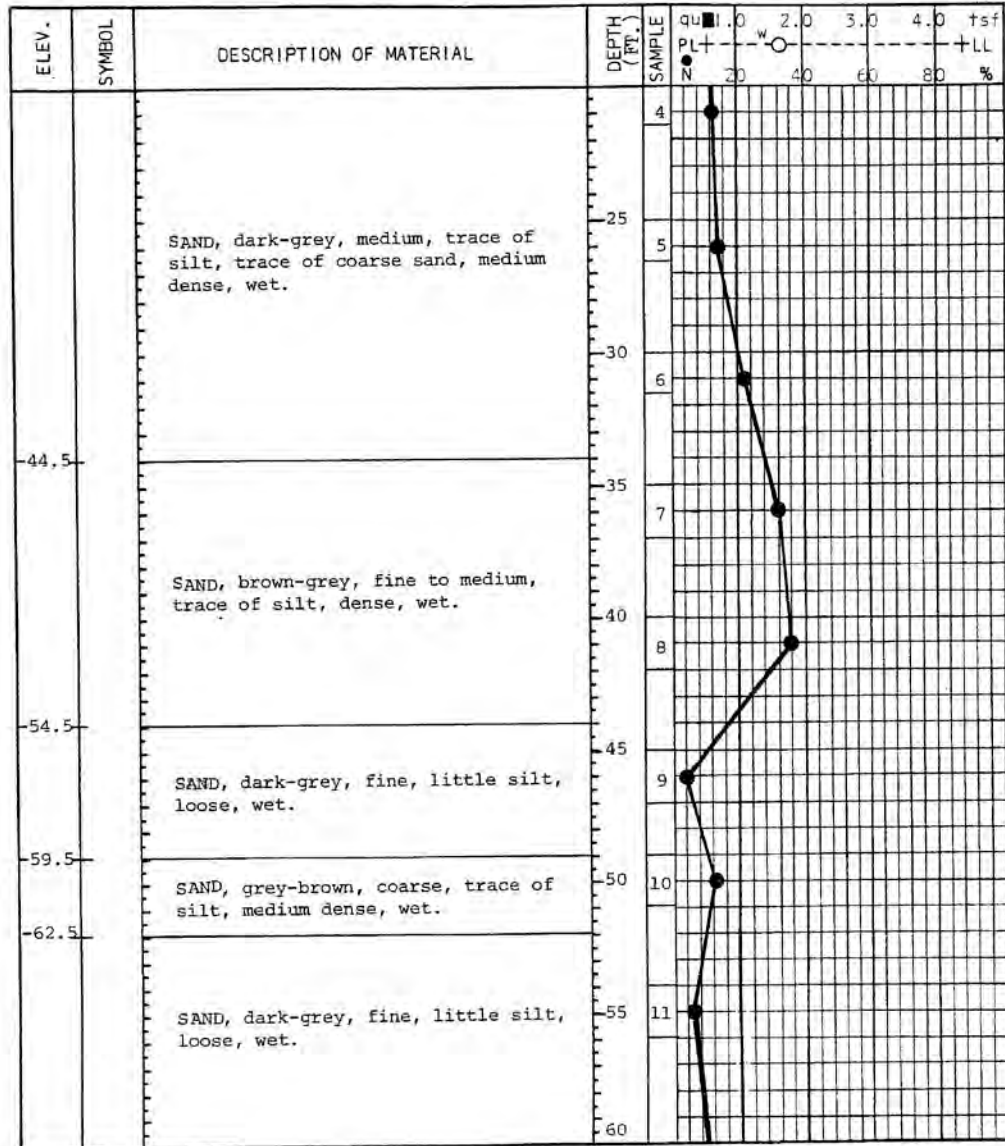 ELEV.
SYMBOL
DESCRIPTION OF MATERIAL
DEPTH
(FT.)
SAMPLE
qu 1.0 2.0 3.0 4.0 tsf
PL W LL
N 20 40 60 80 %
4
25
5
SAND, dark-grey, medium, trace of
silt, trace of coarse sand, medium
dense, wet.
30
6
-44.5
35
7
SAND, brown-grey, fine to medium,
trace of silt, dense, wet.
40
8
-54.5
45
9
SAND, dark-grey, fine, little silt,
loose, wet.
-59.5
50
10
SAND, grey-brown, coarse, trace of
silt, medium dense, wet.
-62.5
55
11
SAND, dark-grey, fine, little silt,
loose, wet.
60